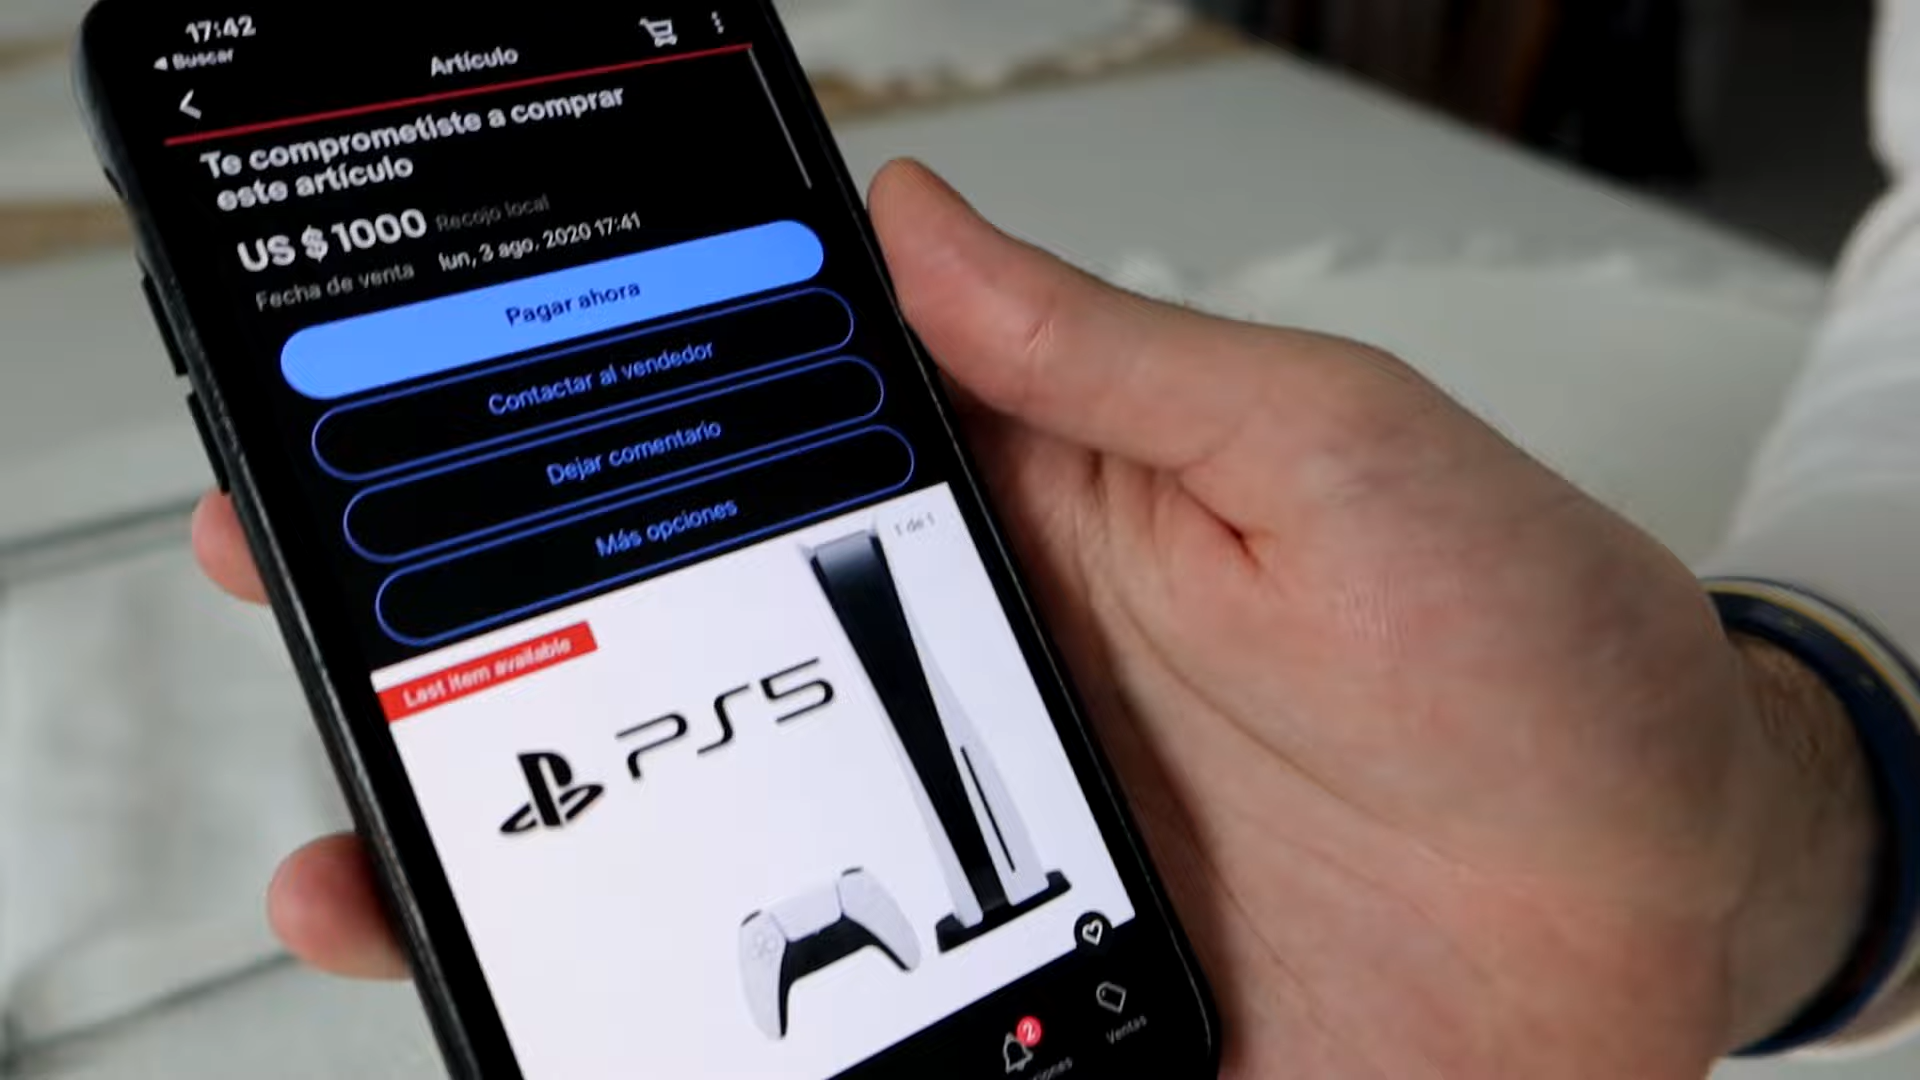 17:42
Buscar
Artículo
Te comprometiste a comprar
este artículo
US $1000 Recojo local
Fecha de venta lun, 3 ago. 2020 17:41
Pagar ahora
Contactar al vendedor
Dejar comentario
Más opciones
1 de 1
Last item available
PS5
2
Ventas